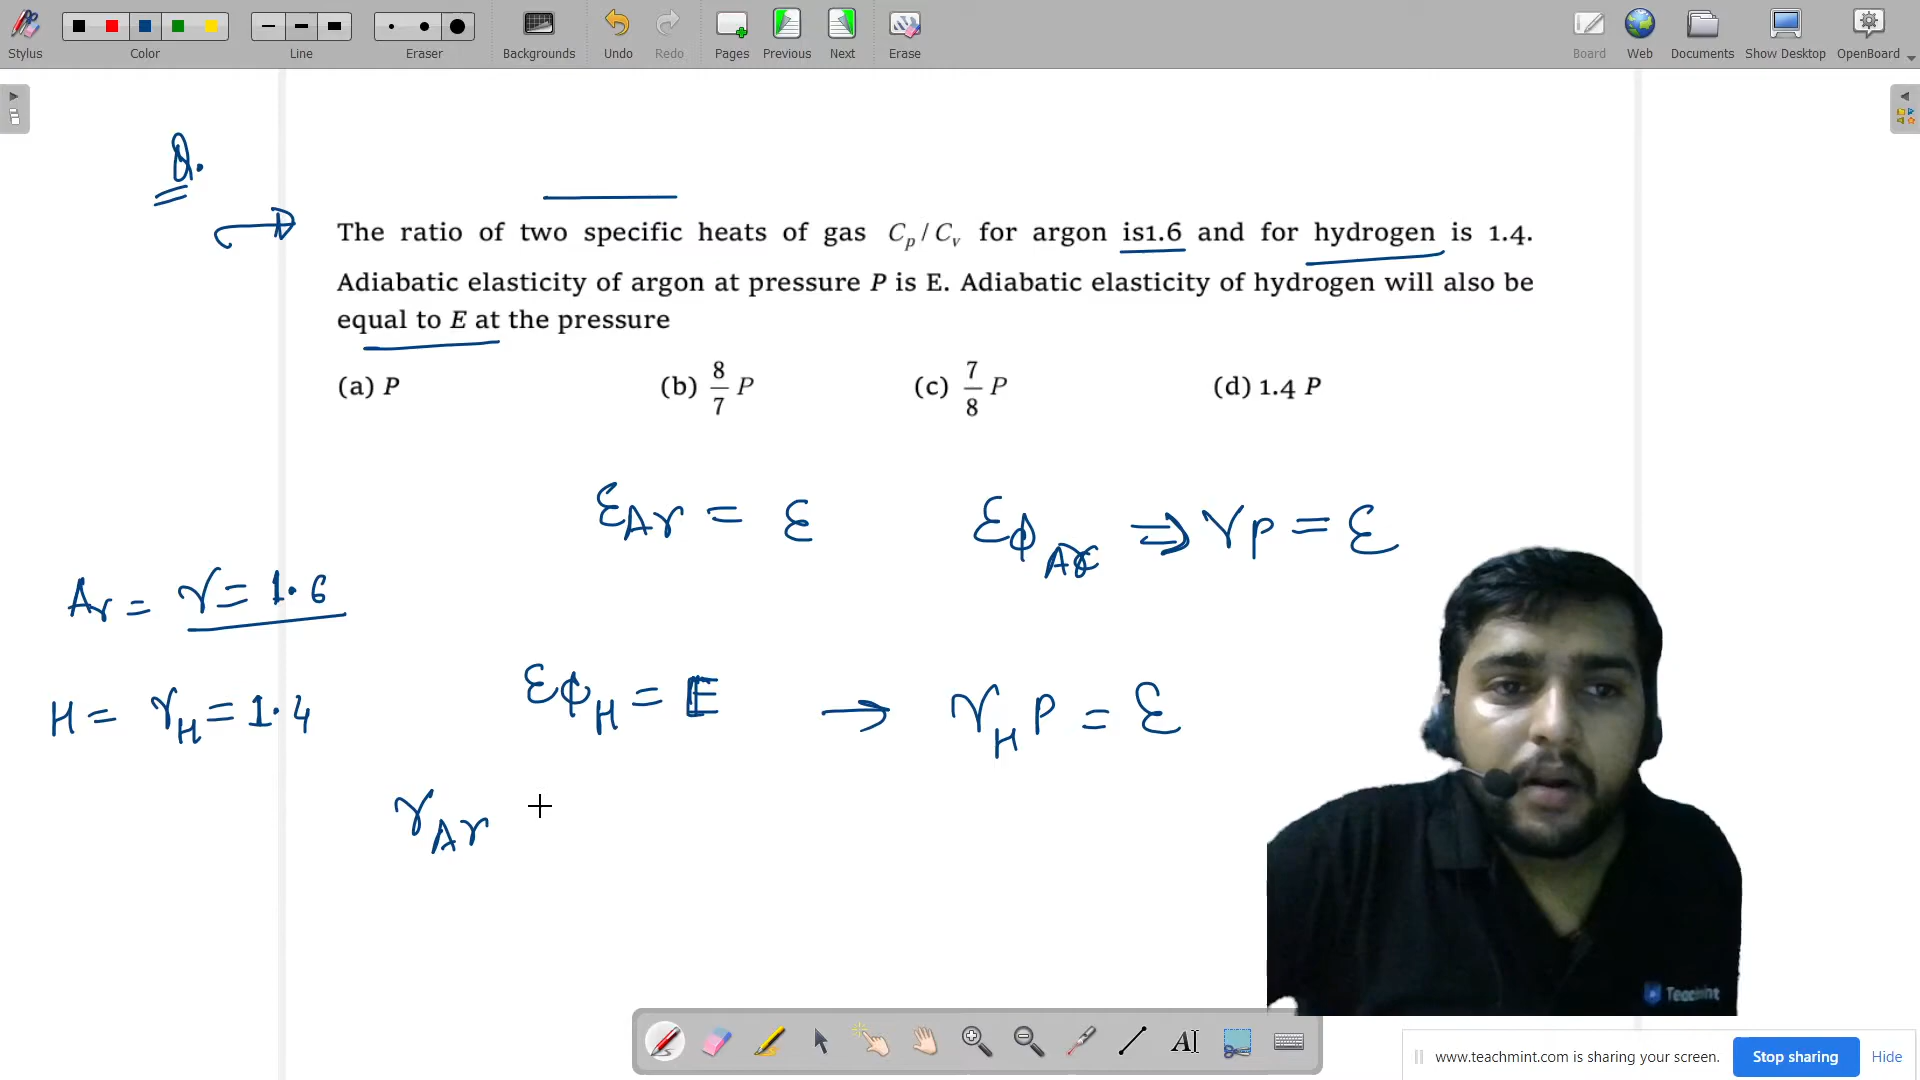 Stylus
Color
Line
Eraser
Backgrounds
Undo
Redo
Pages
Previous
Next
Erase
Board
Web
Documents
Show Desktop
OpenBoard
Q.
The ratio of two specific heats of gas Cp / Cv for argon is1.6 and for hydrogen is 1.4.
Adiabatic elasticity of argon at pressure P is E. Adiabatic elasticity of hydrogen will also be
equal to E at the pressure
(a) P (b) 8/7 P (c) 7/8 P (d) 1.4 P
ℰAr = ℰ ℰϕAr ⇒ γP = ℰ
Ar = γ = 1.6
ℰϕH = E → γH P = ℰ
H = γH = 1.4
γAr
Teachmint
AI
www.teachmint.com is sharing your screen.
Stop sharing
Hide